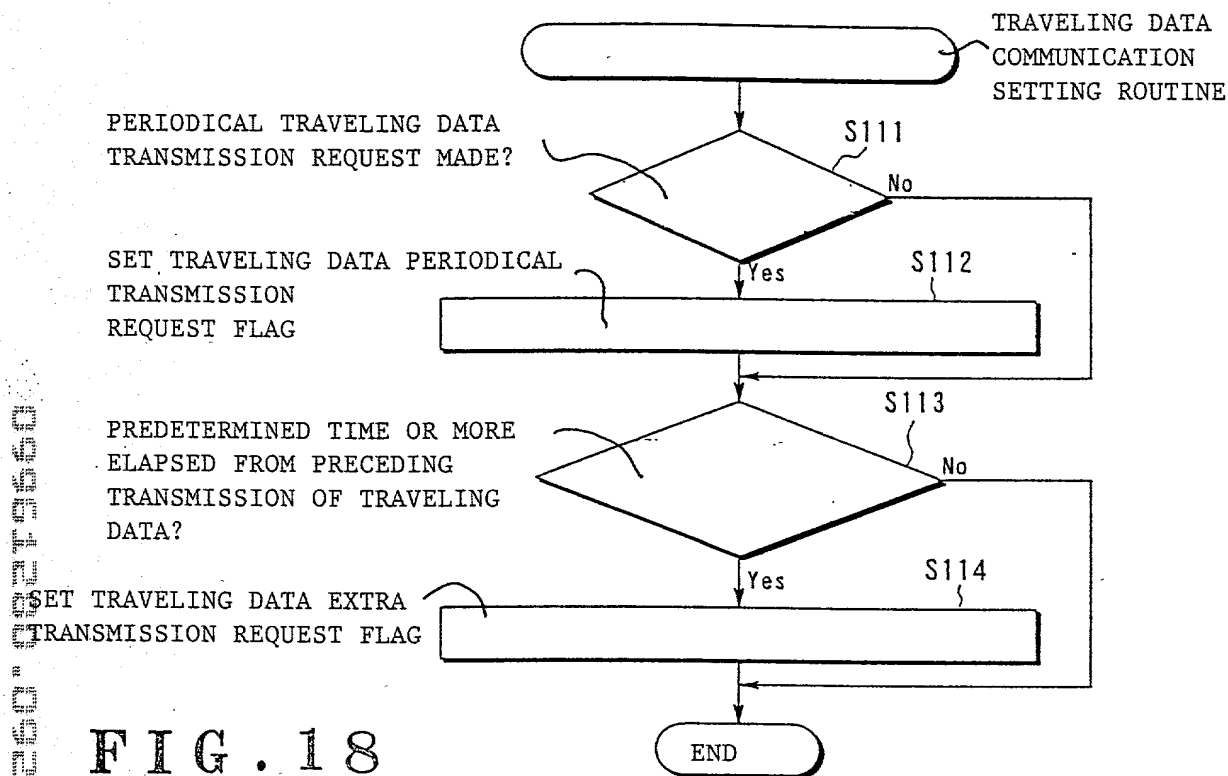 TRAVELING DATA
COMMUNICATION
SETTING ROUTINE
PERIODICAL TRAVELING DATA
TRANSMISSION REQUEST MADE?
S111
No
Yes
SET TRAVELING DATA PERIODICAL
TRANSMISSION
REQUEST FLAG
S112
PREDETERMINED TIME OR MORE
ELAPSED FROM PRECEDING
TRANSMISSION OF TRAVELING
DATA?
S113
No
Yes
SET TRAVELING DATA EXTRA
TRANSMISSION REQUEST FLAG
S114
END
FIG.18